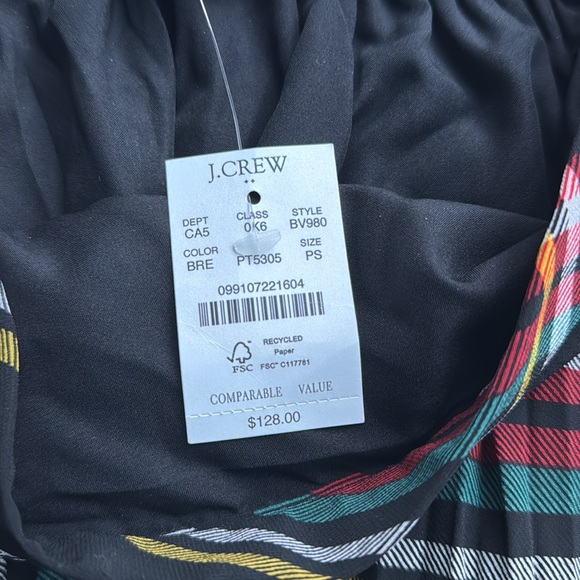 J.CREW
DEPT CLASS STYLE
CA5 0K6 BV980
COLOR SIZE
BRE PT5305 PS
099107221604
RECYCLED
Paper
FSC FSC® C117761
COMPARABLE VALUE
$128.00